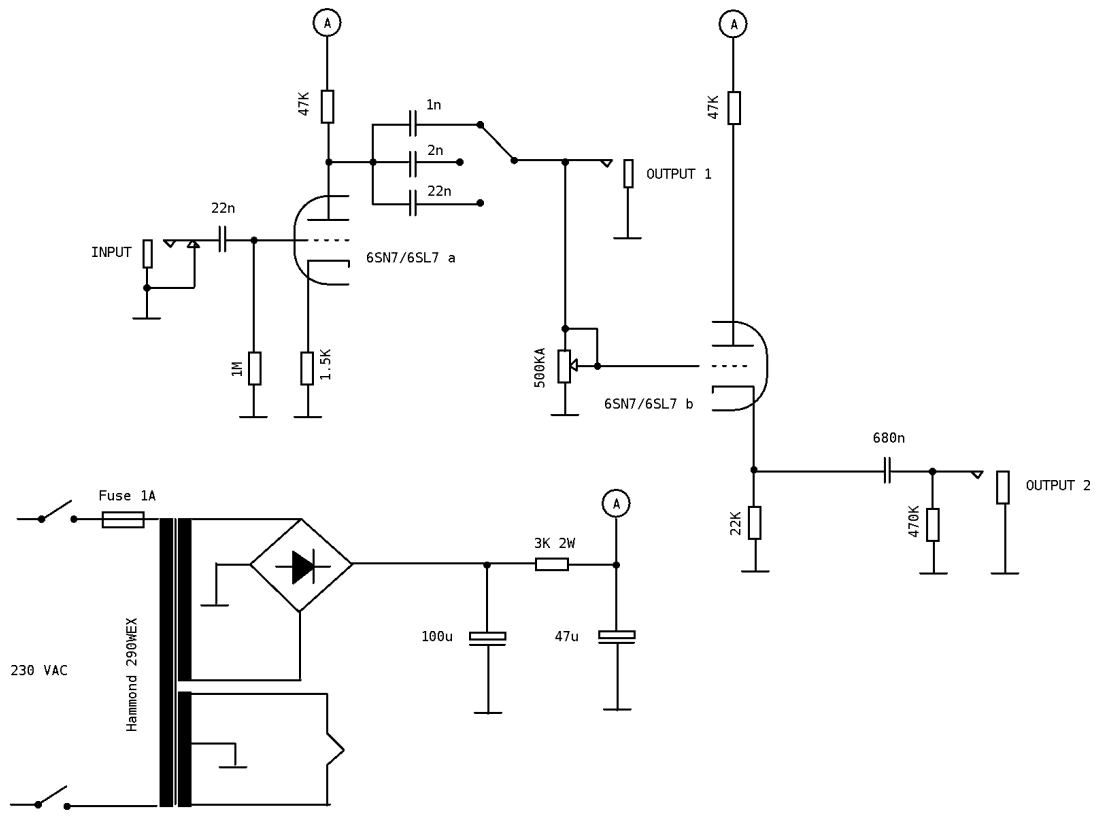 A
A
47K
47K
1n
2n
22n
OUTPUT 1
22n
INPUT
6SN7/6SL7 a
1M
1.5K
500KA
6SN7/6SL7 b
680n
OUTPUT 2
22K
470K
Fuse 1A
A
3K 2W
100u
47u
Hammond 290WEX
230 VAC